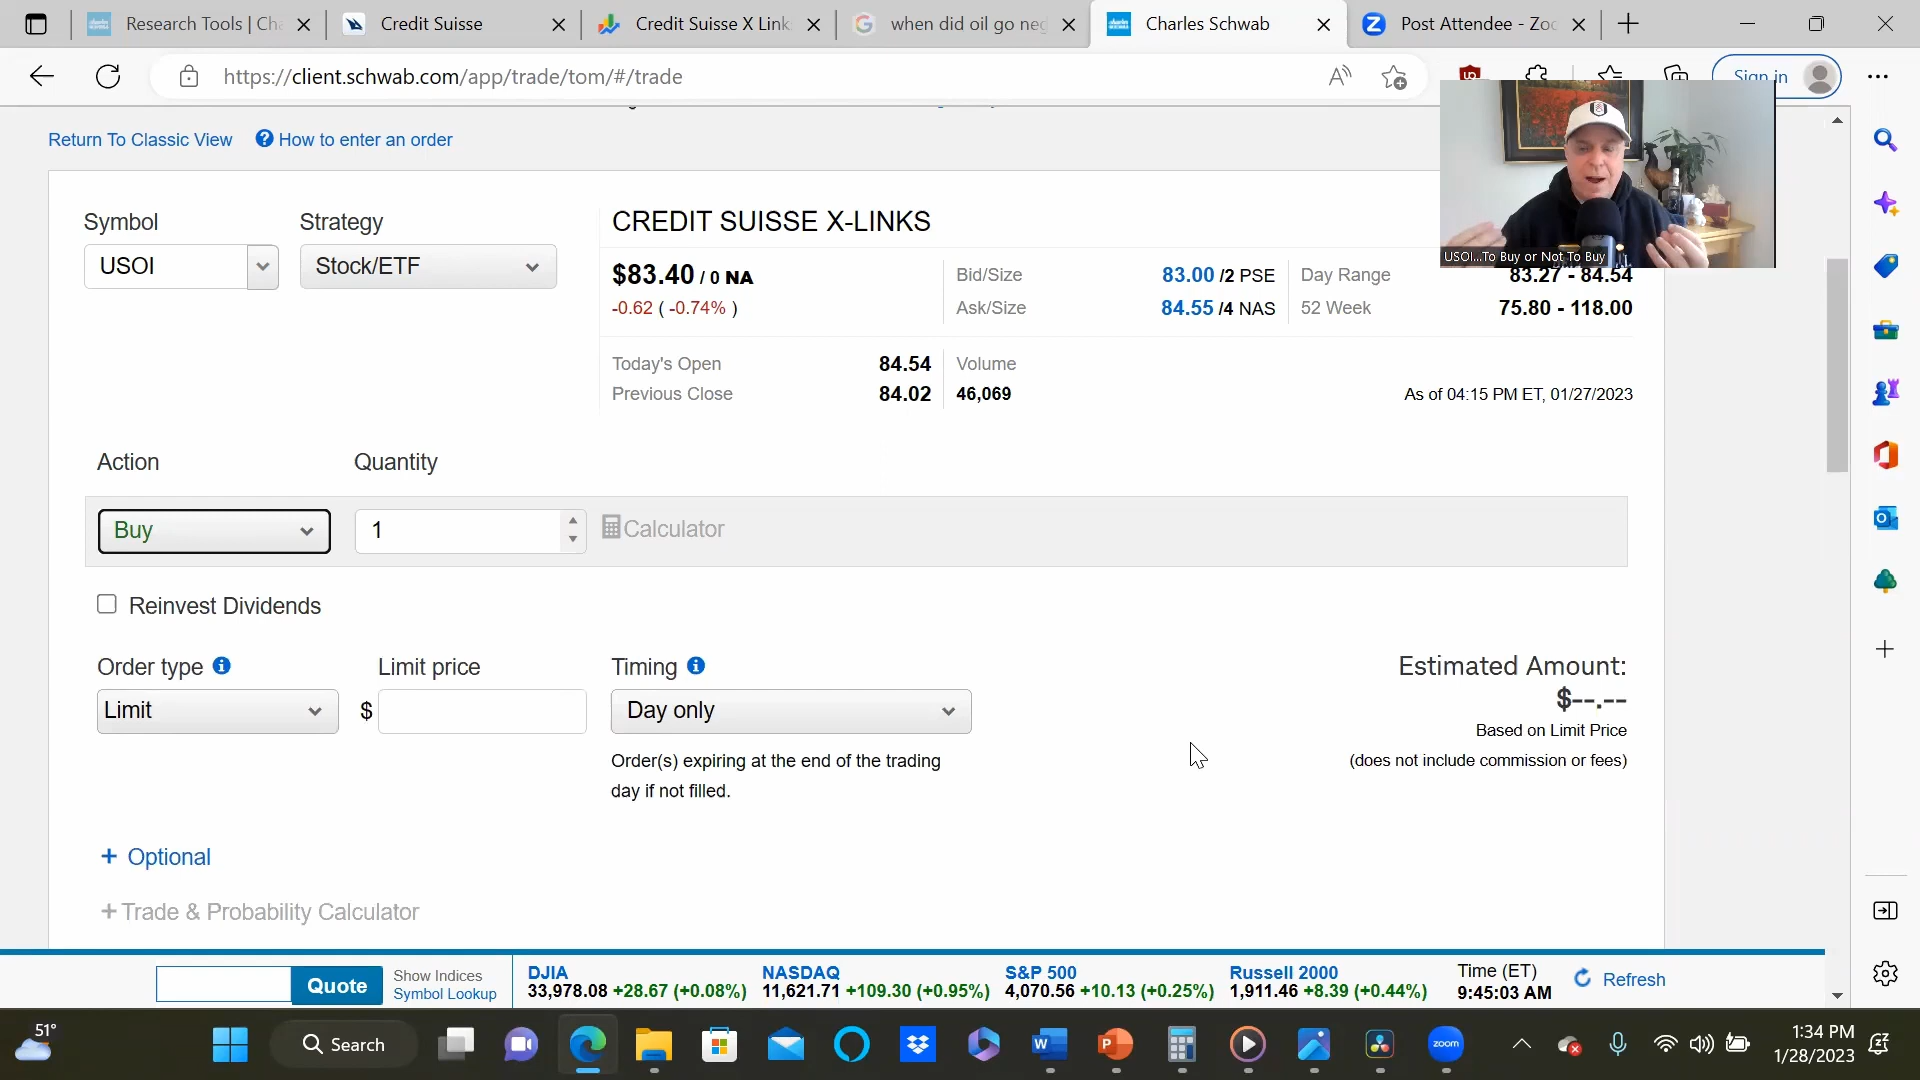 Research Tools | Ch
Credit Suisse
Credit Suisse X Link
when did oil go neg
Charles Schwab
Post Attendee - Zoo
https://client.schwab.com/app/trade/tom/#/trade
Sign in
Return To Classic View
How to enter an order
USOI...To Buy or Not To Buy
Symbol
Strategy
USOI
Stock/ETF
CREDIT SUISSE X-LINKS
$83.40 / 0 NA
-0.62 ( -0.74% )
Bid/Size
83.00 /2 PSE
Ask/Size
84.55 /4 NAS
Day Range
83.27 - 84.54
52 Week
75.80 - 118.00
Today's Open
84.54
Previous Close
84.02
Volume
46,069
As of 04:15 PM ET, 01/27/2023
Action
Quantity
Buy
1
Calculator
Reinvest Dividends
Order type
Limit price
Timing
Limit
$
Day only
Order(s) expiring at the end of the trading
day if not filled.
Estimated Amount:
$--.--
Based on Limit Price
(does not include commission or fees)
+ Optional
+ Trade & Probability Calculator
Quote
Show Indices
Symbol Lookup
DJIA
33,978.08 +28.67 (+0.08%)
NASDAQ
11,621.71 +109.30 (+0.95%)
S&P 500
4,070.56 +10.13 (+0.25%)
Russell 2000
1,911.46 +8.39 (+0.44%)
Time (ET)
9:45:03 AM
Refresh
51°
Search
zoom
1:34 PM
1/28/2023